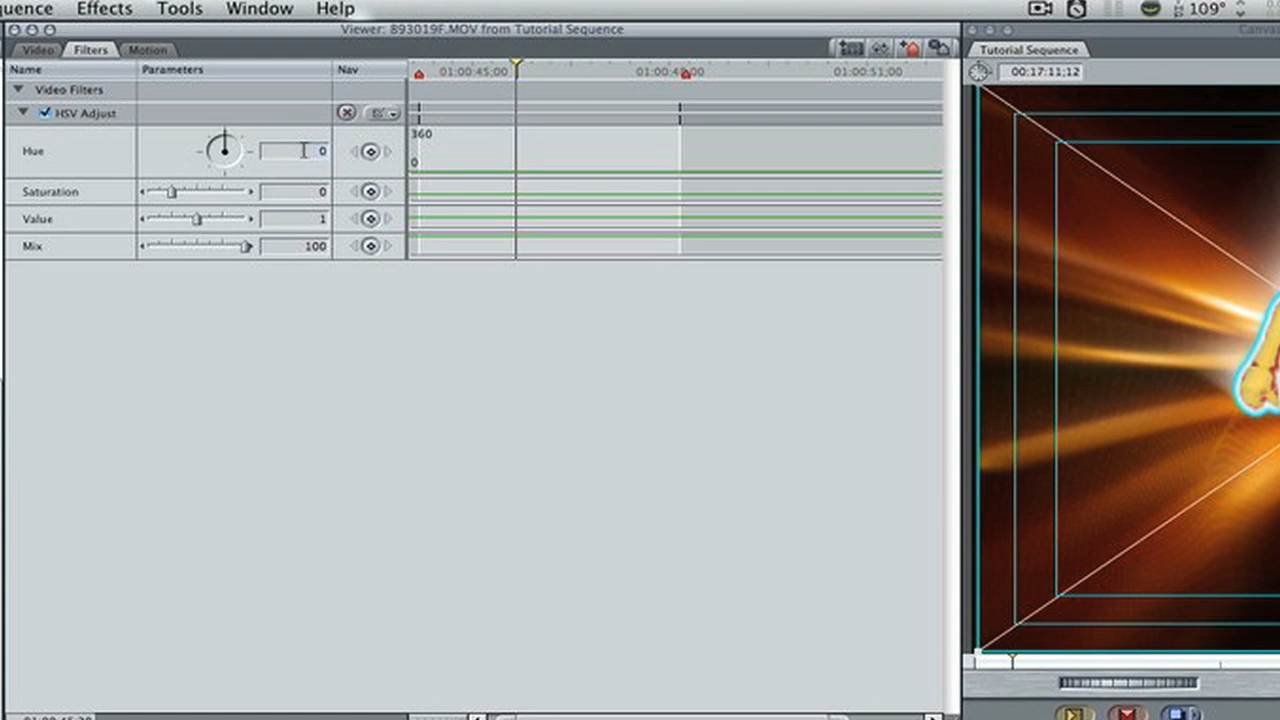 quence Effects Tools Window Help 109°
Viewer: 893019F.MOV from Tutorial Sequence
Video Filters Motion
Tutorial Sequence
Name Parameters Nav 01:00:45;00 01:00:48;00 01:00:51;00
00:17:11;12
Video Filters
HSV Adjust
360
Hue 0
0
Saturation 0
Value 1
Mix 100